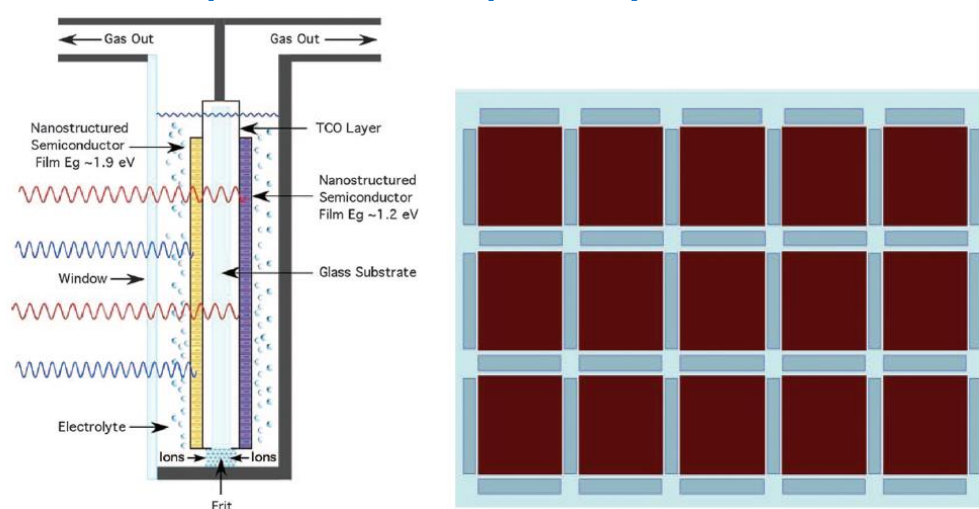 Gas Out
Gas Out
Nanostructured
Semiconductor
Film Eg ~1.9 eV
TCO Layer
Nanostructured
Semiconductor
Film Eg ~1.2 eV
Glass Substrate
Window
Electrolyte
Ions
Ions
Frit